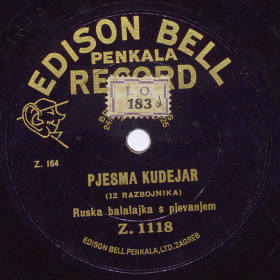 EDISON BELL
PENKALA
RECORD
I. O.
183
Z. 164
PJESMA KUDEJAR
(12 RAZBOJNIKA)
Ruska balalajka s pjevanjem
Z. 1118
EDISON BELL PENKALA, LTD. ZAGREB